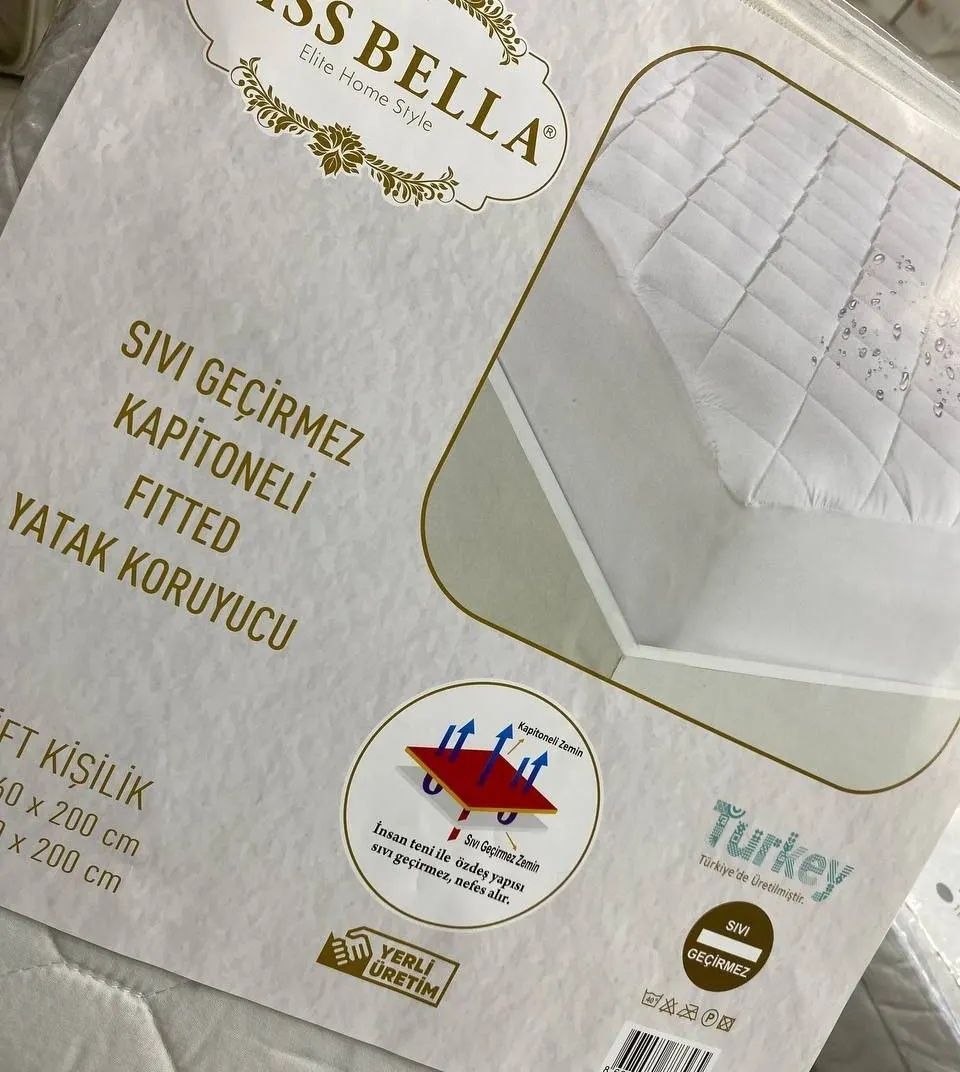 BELLA®
Elite Home Style
SIVI GEÇİRMEZ
KAPİTONELİ
FITTED
YATAK KORUYUCU
KİŞİLİK
x 200 cm
x 200 cm
Kapitoneli Zemin
Sıvı Geçirmez Zemin
İnsan teni ile özdeş yapısı
sıvı geçirmez, nefes alır.
YERLİ
ÜRETİM
Türkiye'de Üretilmiştir.
Turkey
SIVI
GEÇİRMEZ
40°
P